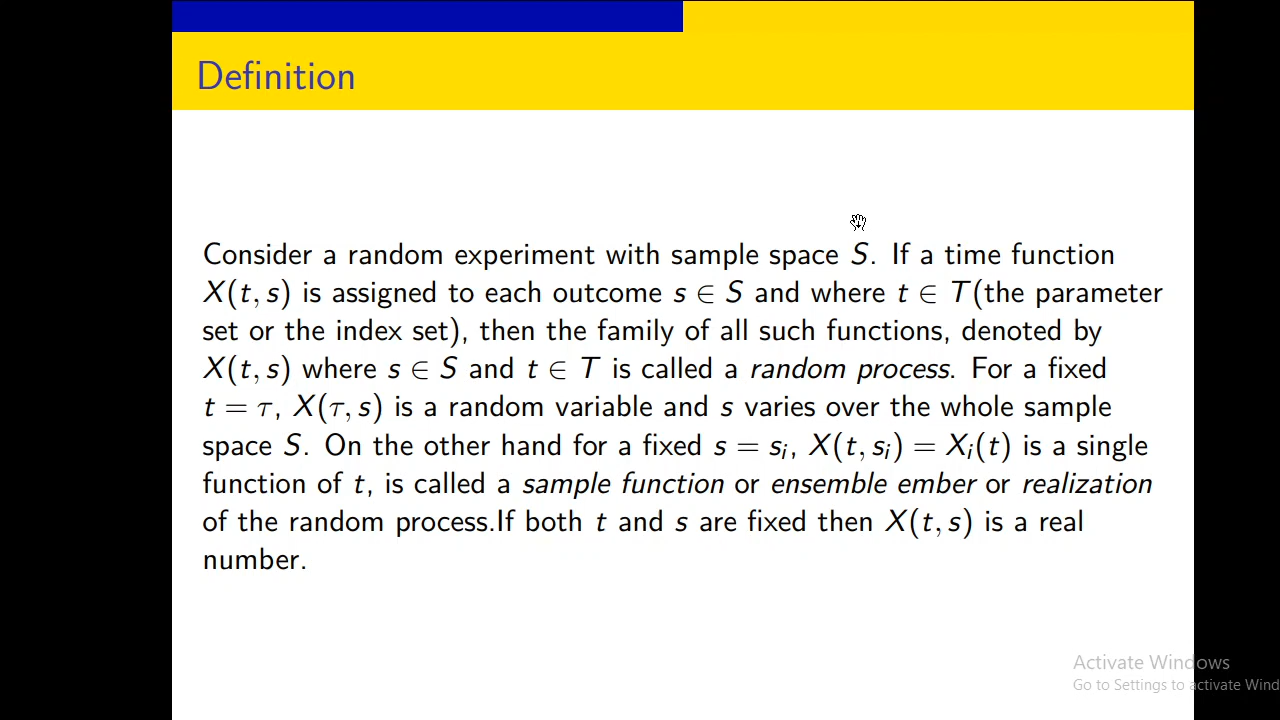 Definition
Consider a random experiment with sample space S. If a time function
X(t, s) is assigned to each outcome s ∈ S and where t ∈ T(the parameter
set or the index set), then the family of all such functions, denoted by
X(t, s) where s ∈ S and t ∈ T is called a random process. For a fixed
t = τ, X(τ, s) is a random variable and s varies over the whole sample
space S. On the other hand for a fixed s = sᵢ, X(t, sᵢ) = Xᵢ(t) is a single
function of t, is called a sample function or ensemble ember or realization
of the random process.If both t and s are fixed then X(t, s) is a real
number.
Activate Windows
Go to Settings to activate Wind